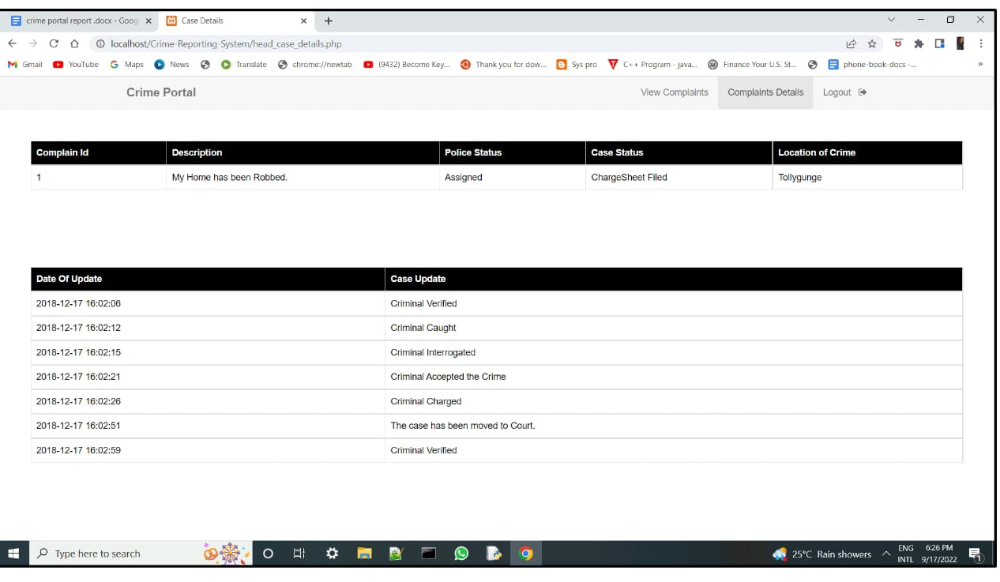 crime portal report .docx - Goog
Case Details
localhost/Crime-Reporting-System/head_case_details.php
Gmail YouTube Maps News Translate chrome://newtab (9432) Become Key... Thank you for dow... Sys pro C++ Program - java... Finance Your U.S. St... phone-book-docs -... »
Crime Portal View Complaints Complaints Details Logout
Complain Id Description Police Status Case Status Location of Crime
1 My Home has been Robbed. Assigned ChargeSheet Filed Tollygunge
Date Of Update Case Update
2018-12-17 16:02:06 Criminal Verified
2018-12-17 16:02:12 Criminal Caught
2018-12-17 16:02:15 Criminal Interrogated
2018-12-17 16:02:21 Criminal Accepted the Crime
2018-12-17 16:02:26 Criminal Charged
2018-12-17 16:02:51 The case has been moved to Court.
2018-12-17 16:02:59 Criminal Verified
Type here to search 25°C Rain showers ENG 6:26 PM
INTL 9/17/2022 1